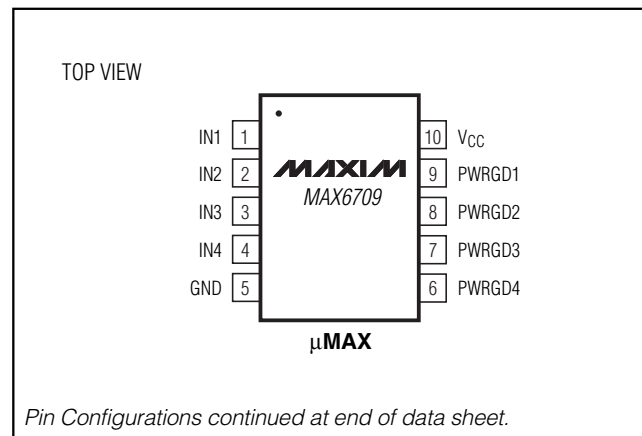 TOP VIEW
IN1 1 10 VCC
IN2 2 MAXIM 9 PWRGD1
MAX6709
IN3 3 8 PWRGD2
IN4 4 7 PWRGD3
GND 5 6 PWRGD4
μMAX
Pin Configurations continued at end of data sheet.